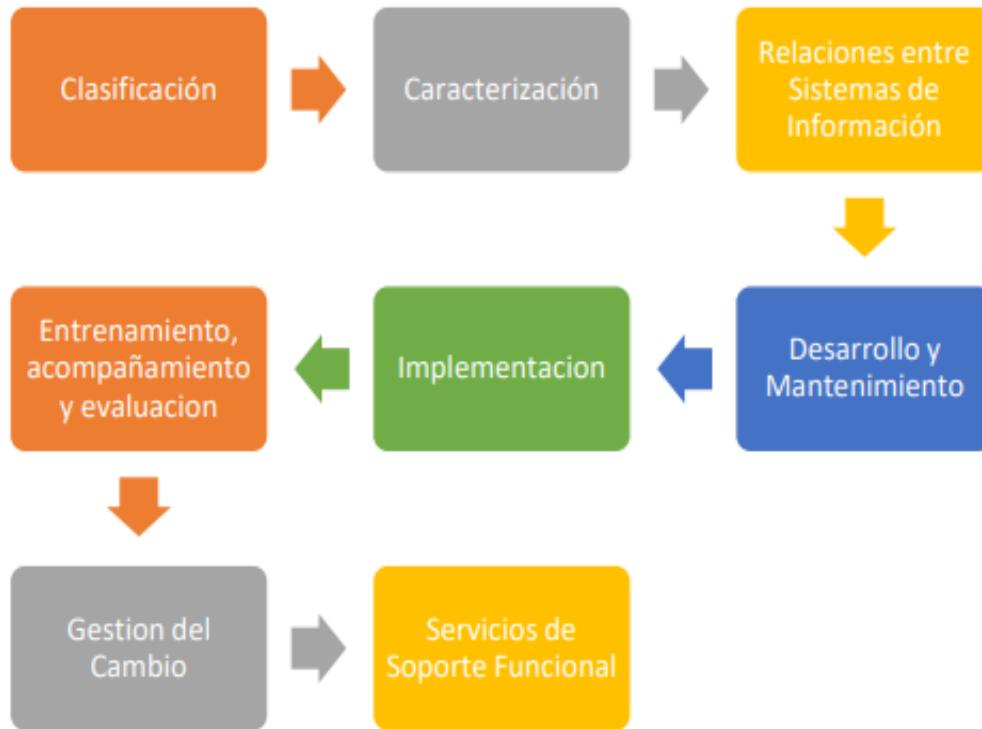 Clasificación
Caracterización
Relaciones entre
Sistemas de
Información
Desarrollo y
Mantenimiento
Implementacion
Entrenamiento,
acompañamiento
y evaluacion
Gestion del
Cambio
Servicios de
Soporte Funcional